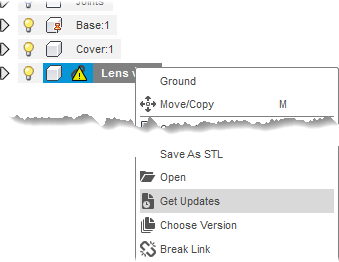 Joints
Base:1
Cover:1
Lens
Ground
Move/Copy M
Save As STL
Open
Get Updates
Choose Version
Break Link